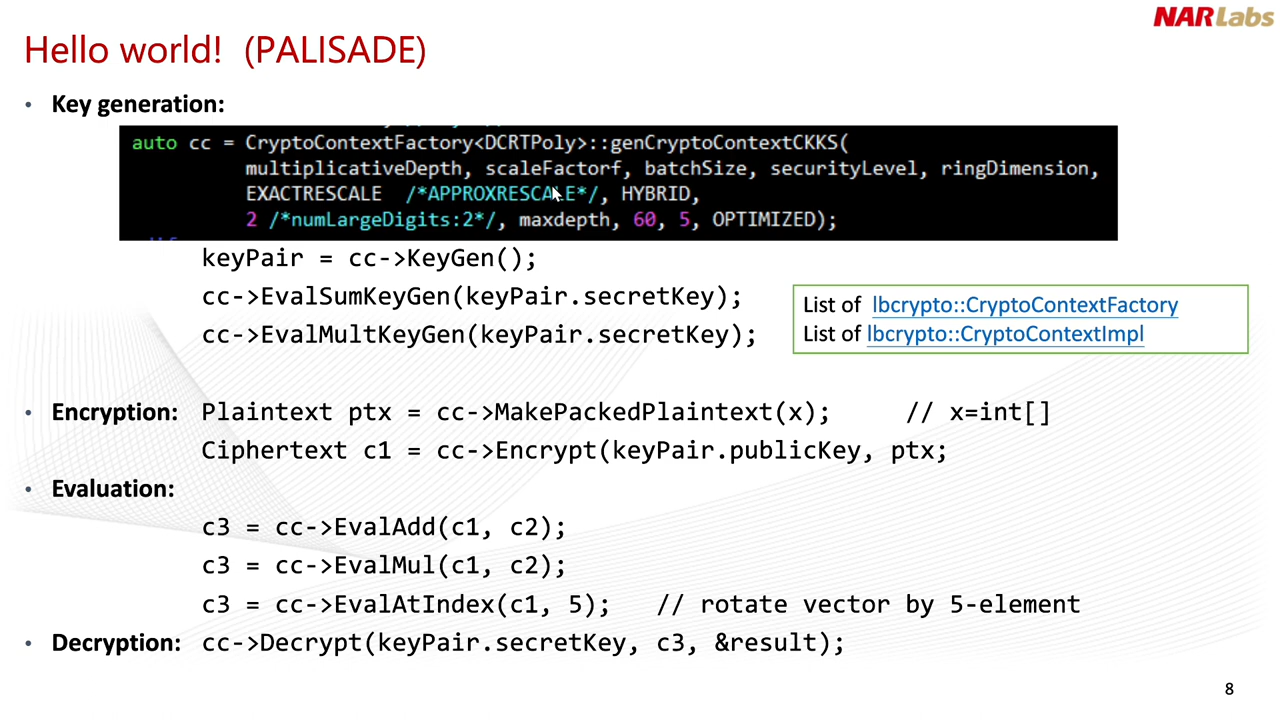 NARLabs
Hello world! (PALISADE)
• Key generation:
auto cc = CryptoContextFactory<DCRTPoly>::genCryptoContextCKKS(
multiplicativeDepth, scaleFactorf, batchSize, securityLevel, ringDimension,
EXACTRESCALE /*APPROXRESCALE*/, HYBRID,
2 /*numLargeDigits:2*/, maxdepth, 60, 5, OPTIMIZED);
keyPair = cc->KeyGen();
cc->EvalSumKeyGen(keyPair.secretKey);
cc->EvalMultKeyGen(keyPair.secretKey);
List of lbcrypto::CryptoContextFactory
List of lbcrypto::CryptoContextImpl
• Encryption: Plaintext ptx = cc->MakePackedPlaintext(x); // x=int[]
Ciphertext c1 = cc->Encrypt(keyPair.publicKey, ptx;
• Evaluation:
c3 = cc->EvalAdd(c1, c2);
c3 = cc->EvalMul(c1, c2);
c3 = cc->EvalAtIndex(c1, 5); // rotate vector by 5-element
• Decryption: cc->Decrypt(keyPair.secretKey, c3, &result);
8